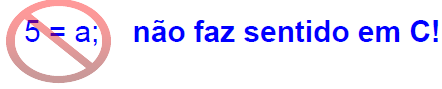 5 = a; não faz sentido em C!